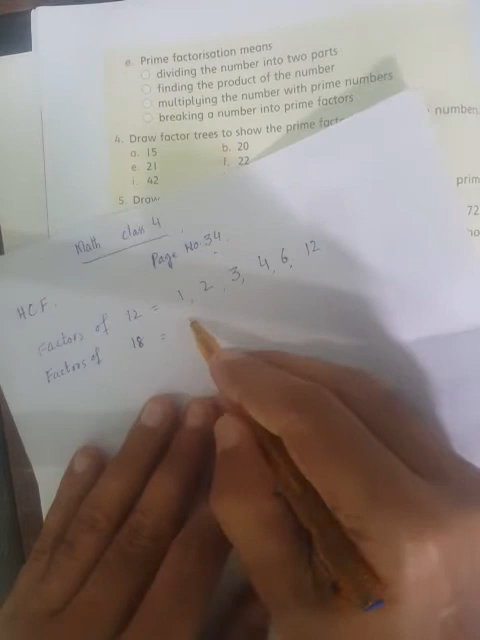 e. Prime factorisation means
dividing the number into two parts
finding the product of the number
multiplying the number with prime numbers
breaking a number into prime factors
4. Draw factor trees to show the prime
number
a. 15 b. 20
e. 21 f. 22
i. 42
prim
5. Draw
72
Math class 4
Page No. 34.
HCF.
Factors of 12 = 1, 2, 3, 4, 6, 12
Factors of 18 =